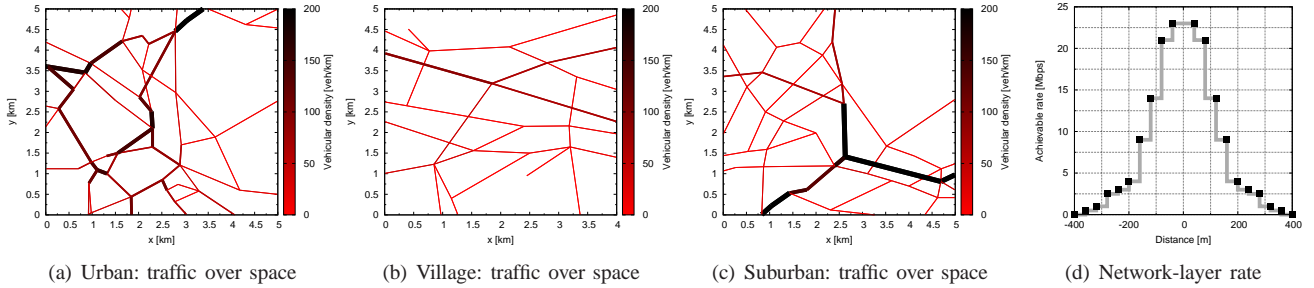 5
4.5
4
3.5
3
2.5
2
1.5
1
0.5
0
0 0.5 1 1.5 2 2.5 3 3.5 4 4.5 5
y [km]
x [km]
200
150
100
50
0
Vehicular density [veh/km]
(a) Urban: traffic over space
5
4.5
4
3.5
3
2.5
2
1.5
1
0.5
0
0 0.5 1 1.5 2 2.5 3 3.5 4
y [km]
x [km]
200
150
100
50
0
Vehicular density [veh/km]
(b) Village: traffic over space
5
4.5
4
3.5
3
2.5
2
1.5
1
0.5
0
0 0.5 1 1.5 2 2.5 3 3.5 4 4.5 5
y [km]
x [km]
200
150
100
50
0
Vehicular density [veh/km]
(c) Suburban: traffic over space
25
20
15
10
5
0
-400 -200 0 200 400
Achievable rate [Mbps]
Distance [m]
(d) Network-layer rate